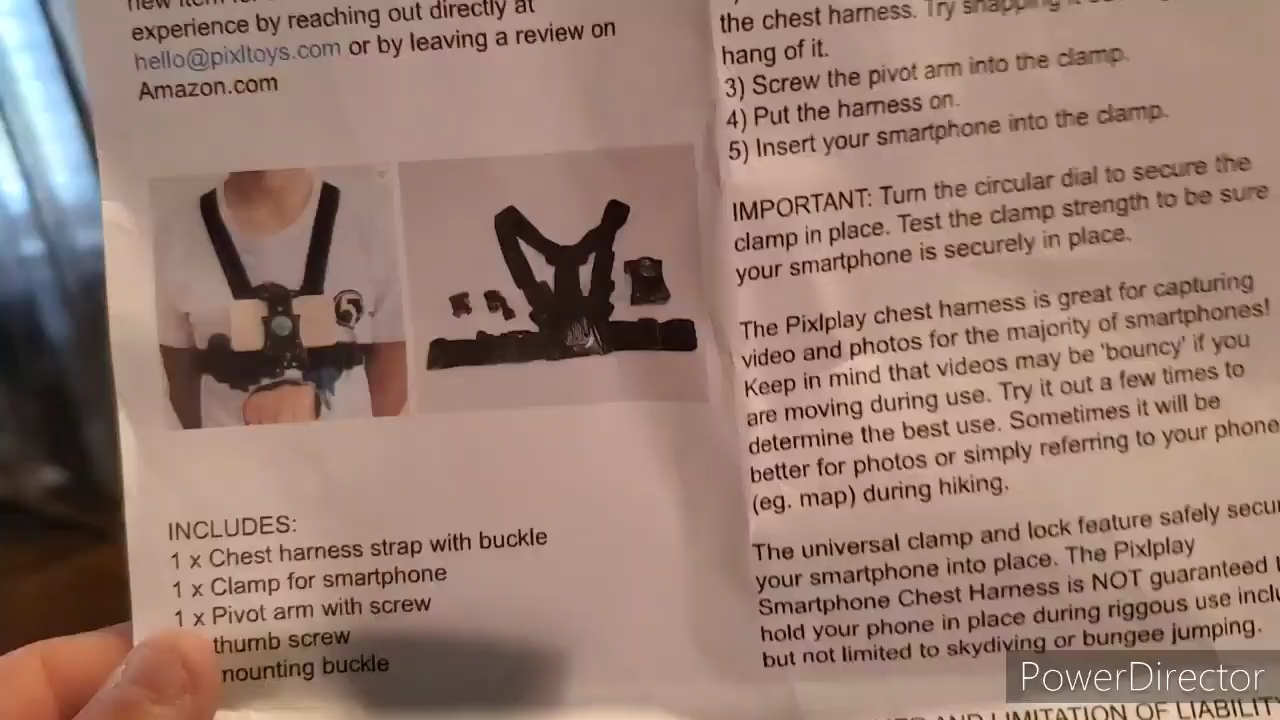 new item
experience by reaching out directly at
hello@pixltoys.com or by leaving a review on
Amazon.com
INCLUDES:
1 x Chest harness strap with buckle
1 x Clamp for smartphone
1 x Pivot arm with screw
thumb screw
mounting buckle
the chest harness. Try snapping it
hang of it.
3) Screw the pivot arm into the clamp.
4) Put the harness on.
5) Insert your smartphone into the clamp.
IMPORTANT: Turn the circular dial to secure the
clamp in place. Test the clamp strength to be sure
your smartphone is securely in place.
The Pixlplay chest harness is great for capturing
video and photos for the majority of smartphones!
Keep in mind that videos may be 'bouncy' if you
are moving during use. Try it out a few times to
determine the best use. Sometimes it will be
better for photos or simply referring to your phone
(eg. map) during hiking.
The universal clamp and lock feature safely secu
your smartphone into place. The Pixlplay
Smartphone Chest Harness is NOT guaranteed
hold your phone in place during riggous use inclu
but not limited to skydiving or bungee jumping.
AND LIMITATION OF LIABILITY
PowerDirector